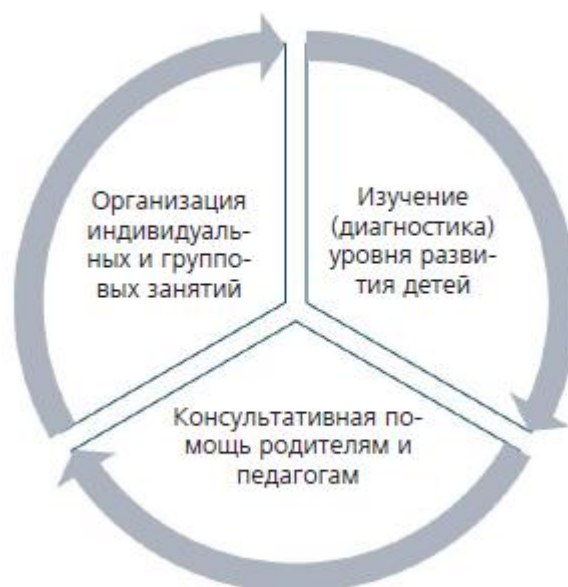 Организация
индивидуаль-
ных и группо-
вых занятий
Изучение
(диагностика)
уровня разви-
тия детей
Консультативная по-
мощь родителям и
педагогам